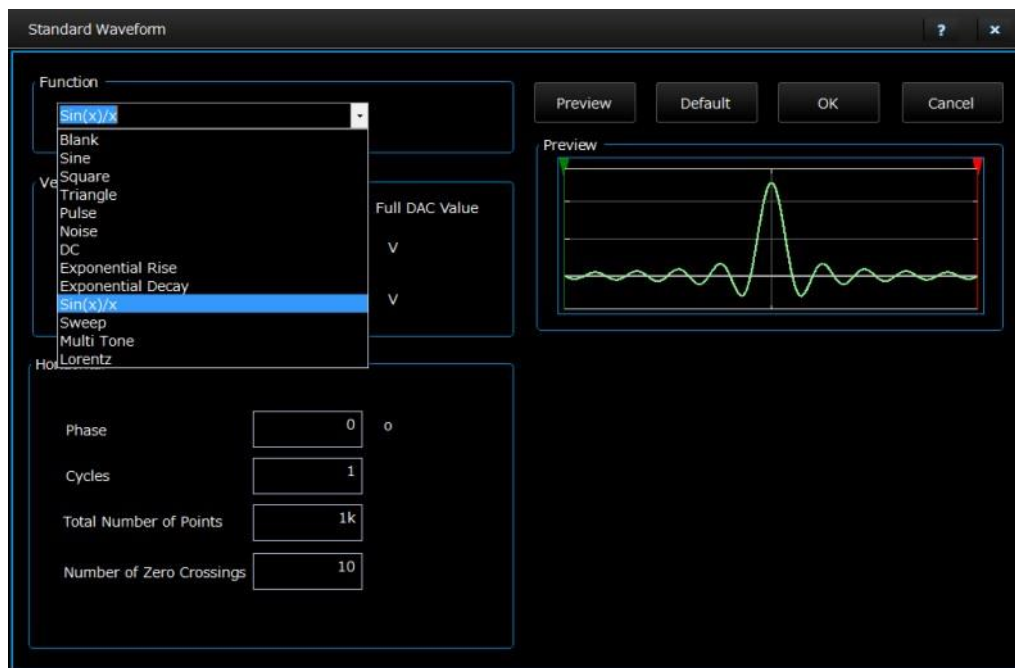 Standard Waveform ? ×
Function
Sin(x)/x
Blank
Sine
Square
Triangle
Pulse
Noise
DC
Exponential Rise
Exponential Decay
Sin(x)/x
Sweep
Multi Tone
Lorentz
Full DAC Value
V
V
Phase 0 o
Cycles 1
Total Number of Points 1k
Number of Zero Crossings 10
Preview Default OK Cancel
Preview